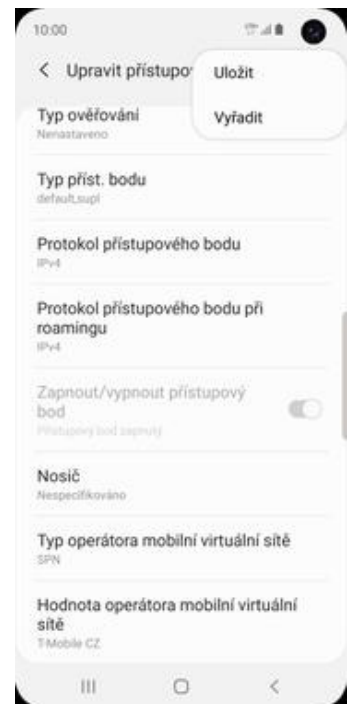 10:00
Upravit přístupo
Uložit
Vyřadit
Typ ověřování
Nenastaveno
Typ příst. bodu
default,supl
Protokol přístupového bodu
IPv4
Protokol přístupového bodu při
roamingu
IPv4
Zapnout/vypnout přístupový
bod
Přístupový bod zapnutý
Nosič
Nespecifikováno
Typ operátora mobilní virtuální sítě
SPN
Hodnota operátora mobilní virtuální
sítě
T-Mobile CZ